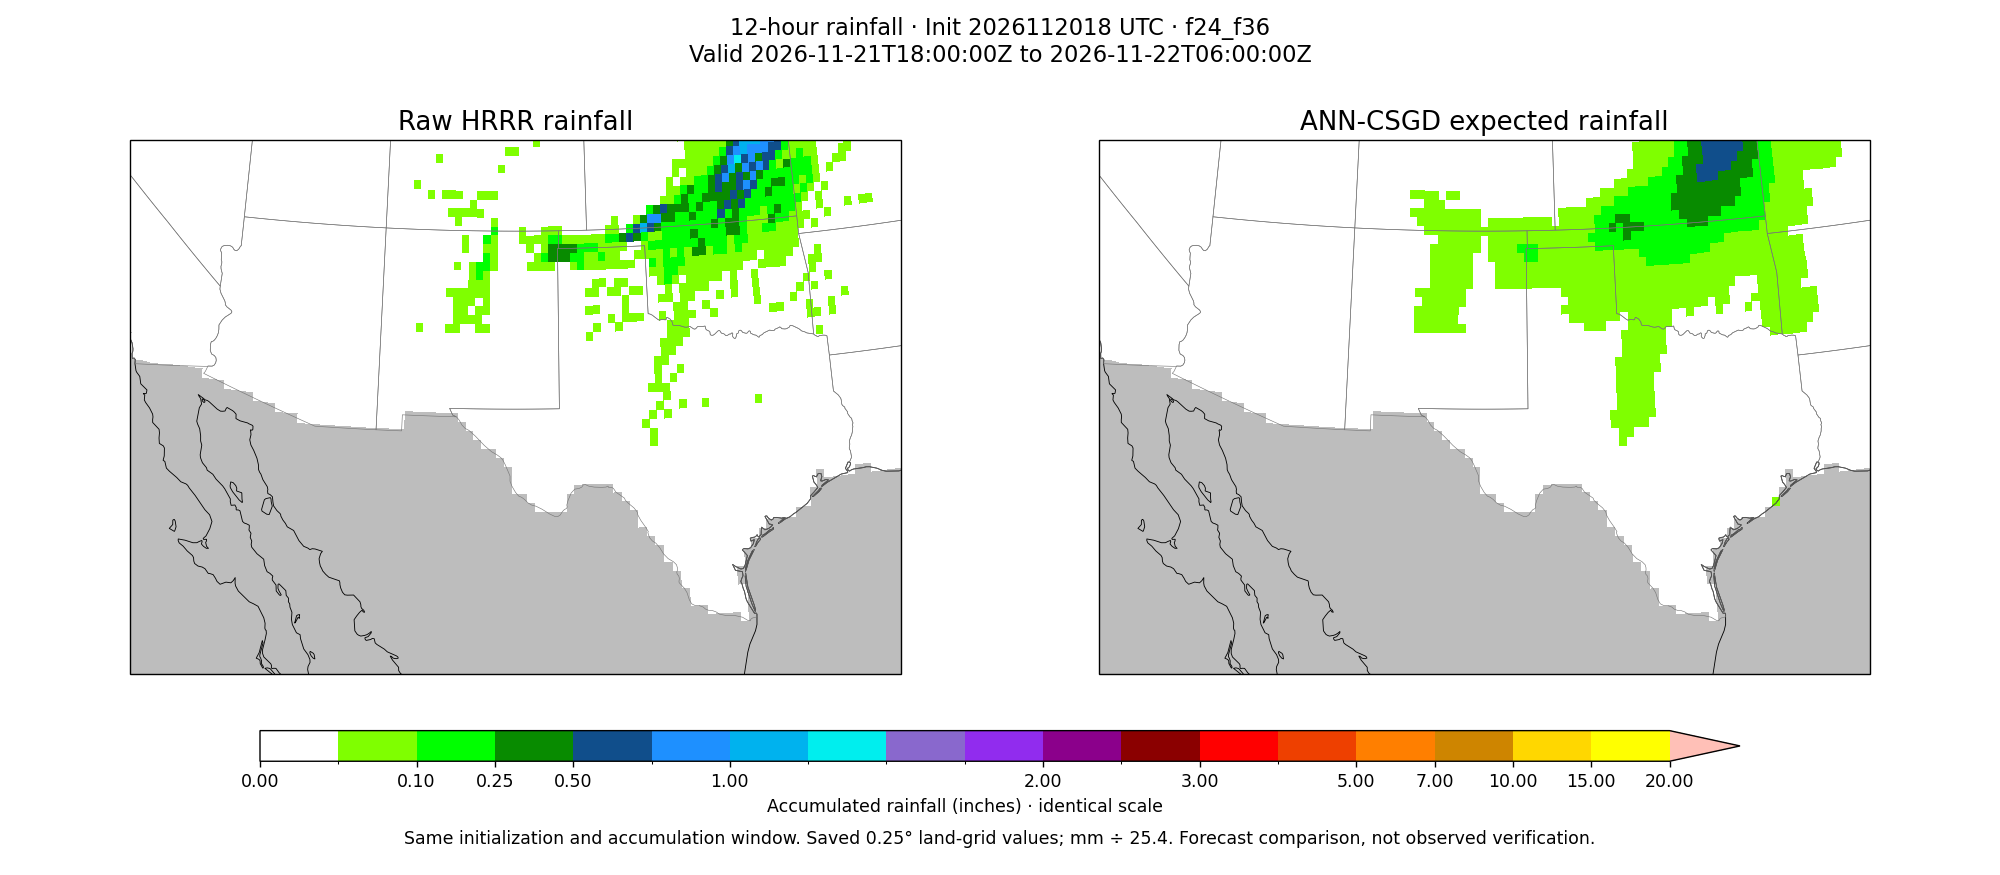 12-hour rainfall · Init 2026112018 UTC · f24_f36
Valid 2026-11-21T18:00:00Z to 2026-11-22T06:00:00Z
Raw HRRR rainfall
ANN-CSGD expected rainfall
0.00 0.10 0.25 0.50 1.00 2.00 3.00 5.00 7.00 10.00 15.00 20.00
Accumulated rainfall (inches) · identical scale
Same initialization and accumulation window. Saved 0.25° land-grid values; mm ÷ 25.4. Forecast comparison, not observed verification.